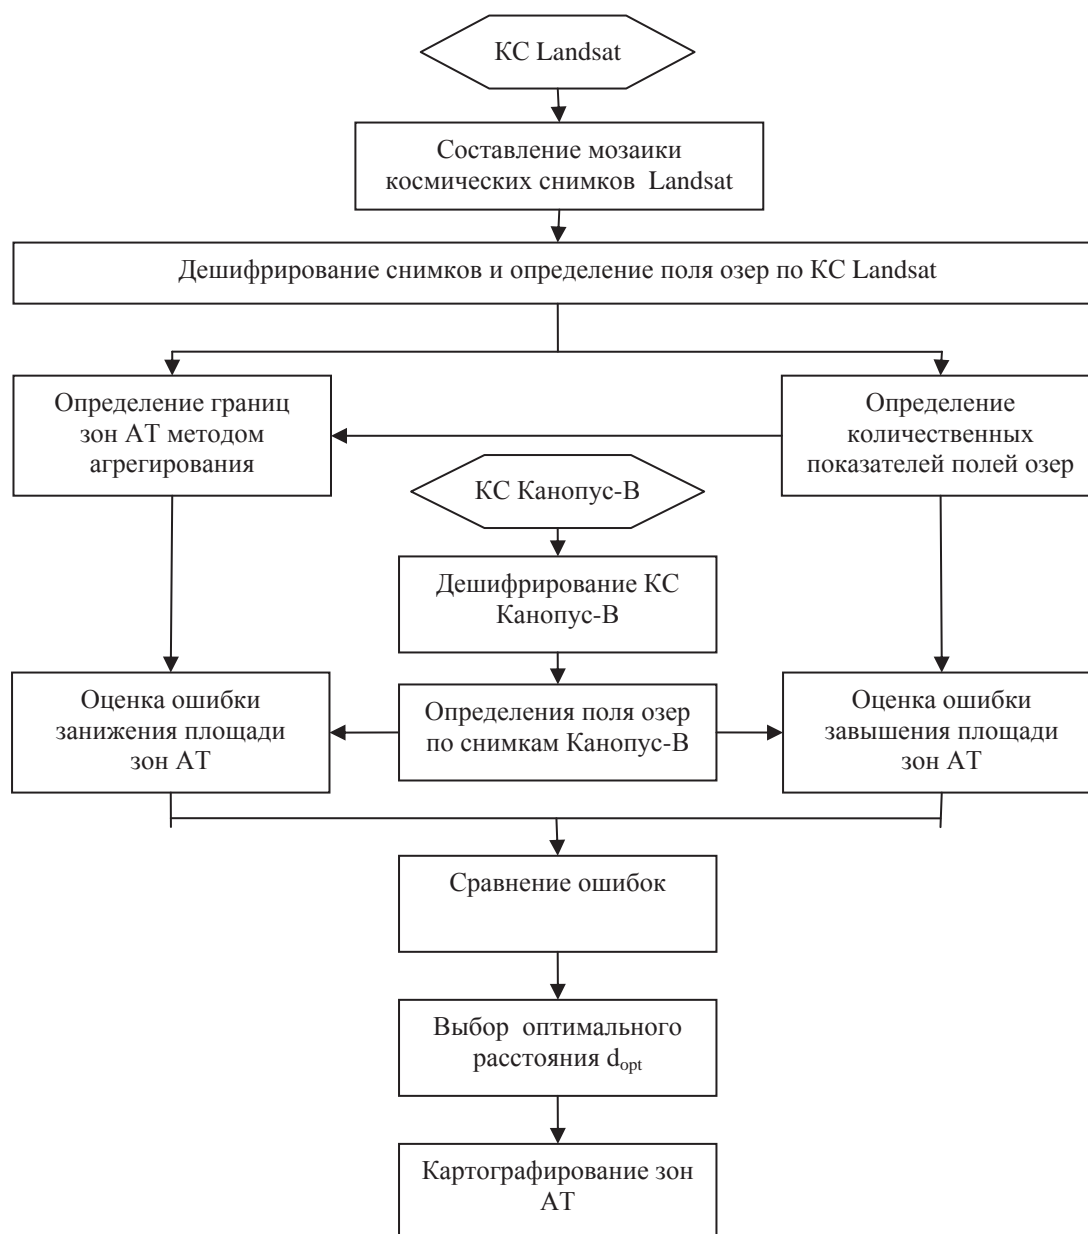 КС Landsat
Составление мозаики
космических снимков Landsat
Дешифрирование снимков и определение поля озер по КС Landsat
Определение границ
зон АТ методом
агрегирования
Определение
количественных
показателей полей озер
КС Канопус-В
Дешифрирование КС
Канопус-В
Оценка ошибки
занижения площади
зон АТ
Определения поля озер
по снимкам Канопус-В
Оценка ошибки
завышения площади
зон АТ
Сравнение ошибок
Выбор оптимального
расстояния dopt
Картографирование зон
АТ